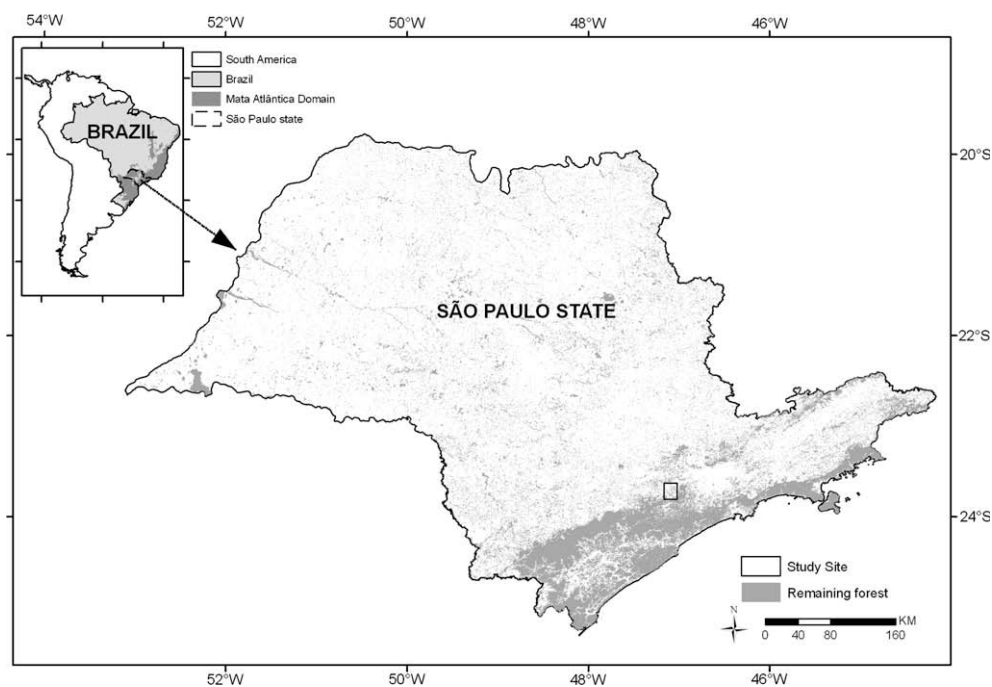 54°W 52°W 50°W 48°W 46°W
South America
Brazil
Mata Atlântica Domain
São Paulo state
BRAZIL
20°S
SÃO PAULO STATE
22°S
24°S
Study Site
Remaining forest
N
KM
0 40 80 160
52°W 50°W 48°W 46°W